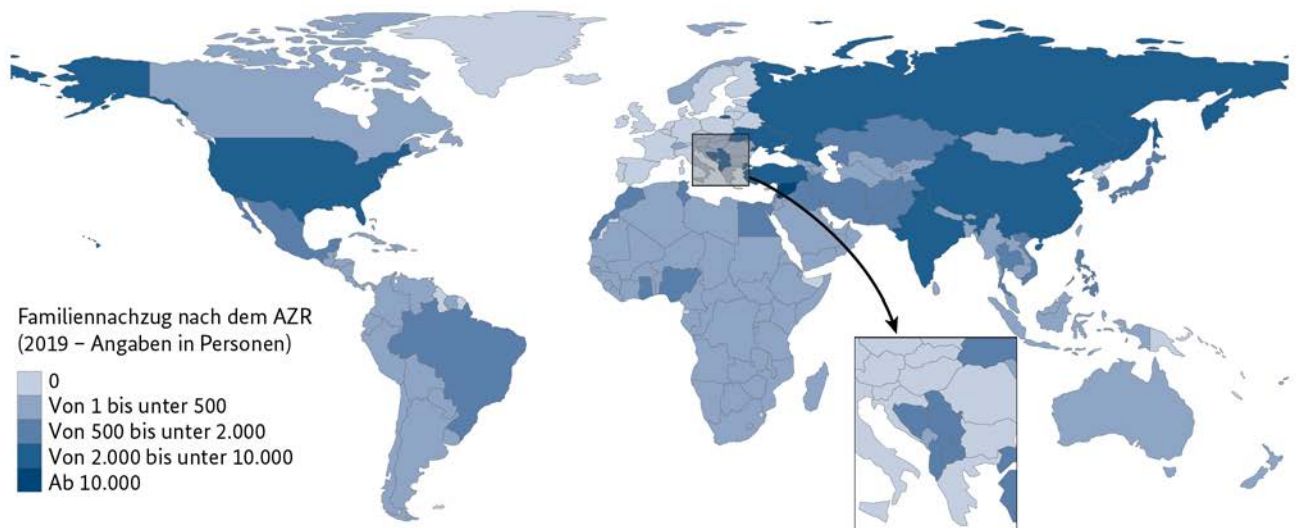 Familiennachzug nach dem AZR
(2019 – Angaben in Personen)
0
Von 1 bis unter 500
Von 500 bis unter 2.000
Von 2.000 bis unter 10.000
Ab 10.000